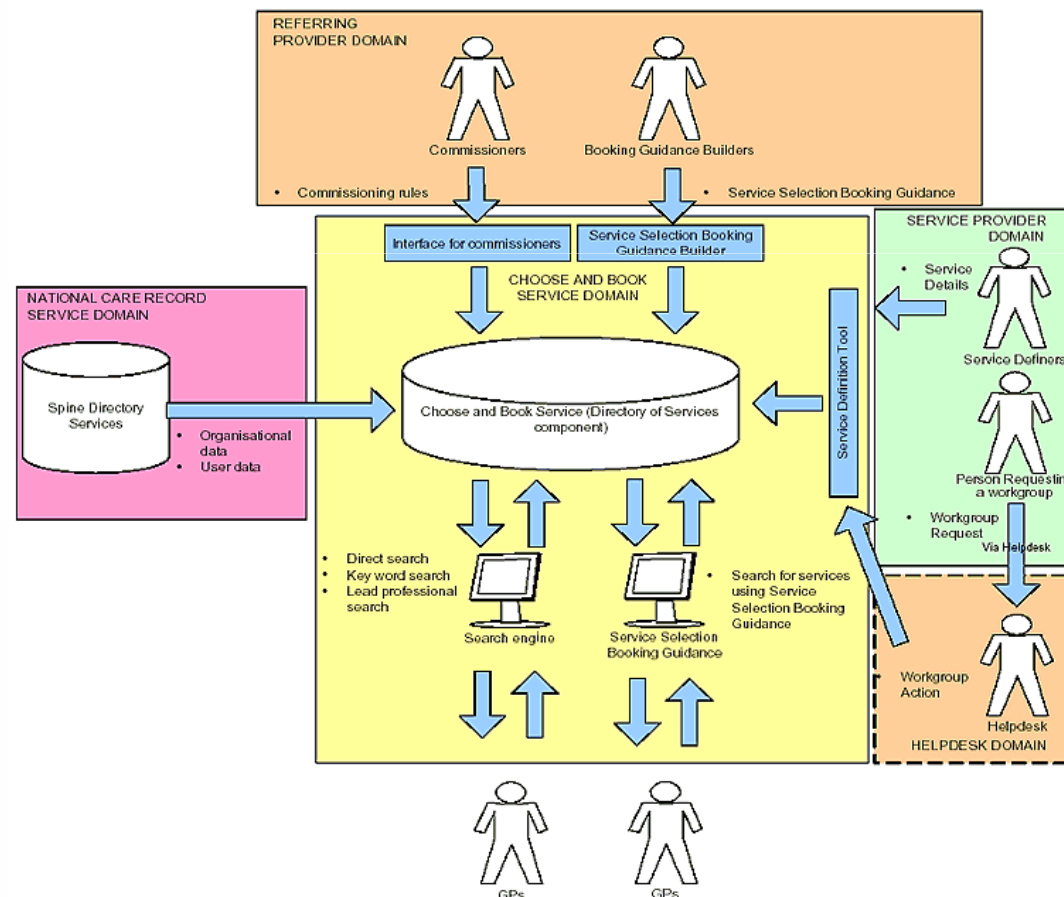 REFERRING
PROVIDER DOMAIN
Commissioners
Booking Guidance Builders
• Commissioning rules
• Service Selection Booking Guidance
Interface for commissioners
Service Selection Booking
Guidance Builder
CHOOSE AND BOOK
SERVICE DOMAIN
SERVICE PROVIDER
DOMAIN
• Service
Details
Service Definers
Service Definition Tool
NATIONAL CARE RECORD
SERVICE DOMAIN
Spine Directory
Services
• Organisational
data
• User data
Choose and Book Service (Directory of Services
component)
Person Requestin
a workgroup
• Workgroup
Request
Via Helpdesk
• Direct search
• Key word search
• Lead professional
search
Search engine
Service Selection
Booking Guidance
• Search for services
using Service
Selection Booking
Guidance
• Workgroup
Action
Helpdesk
HELPDESK DOMAIN
GPs
GPs